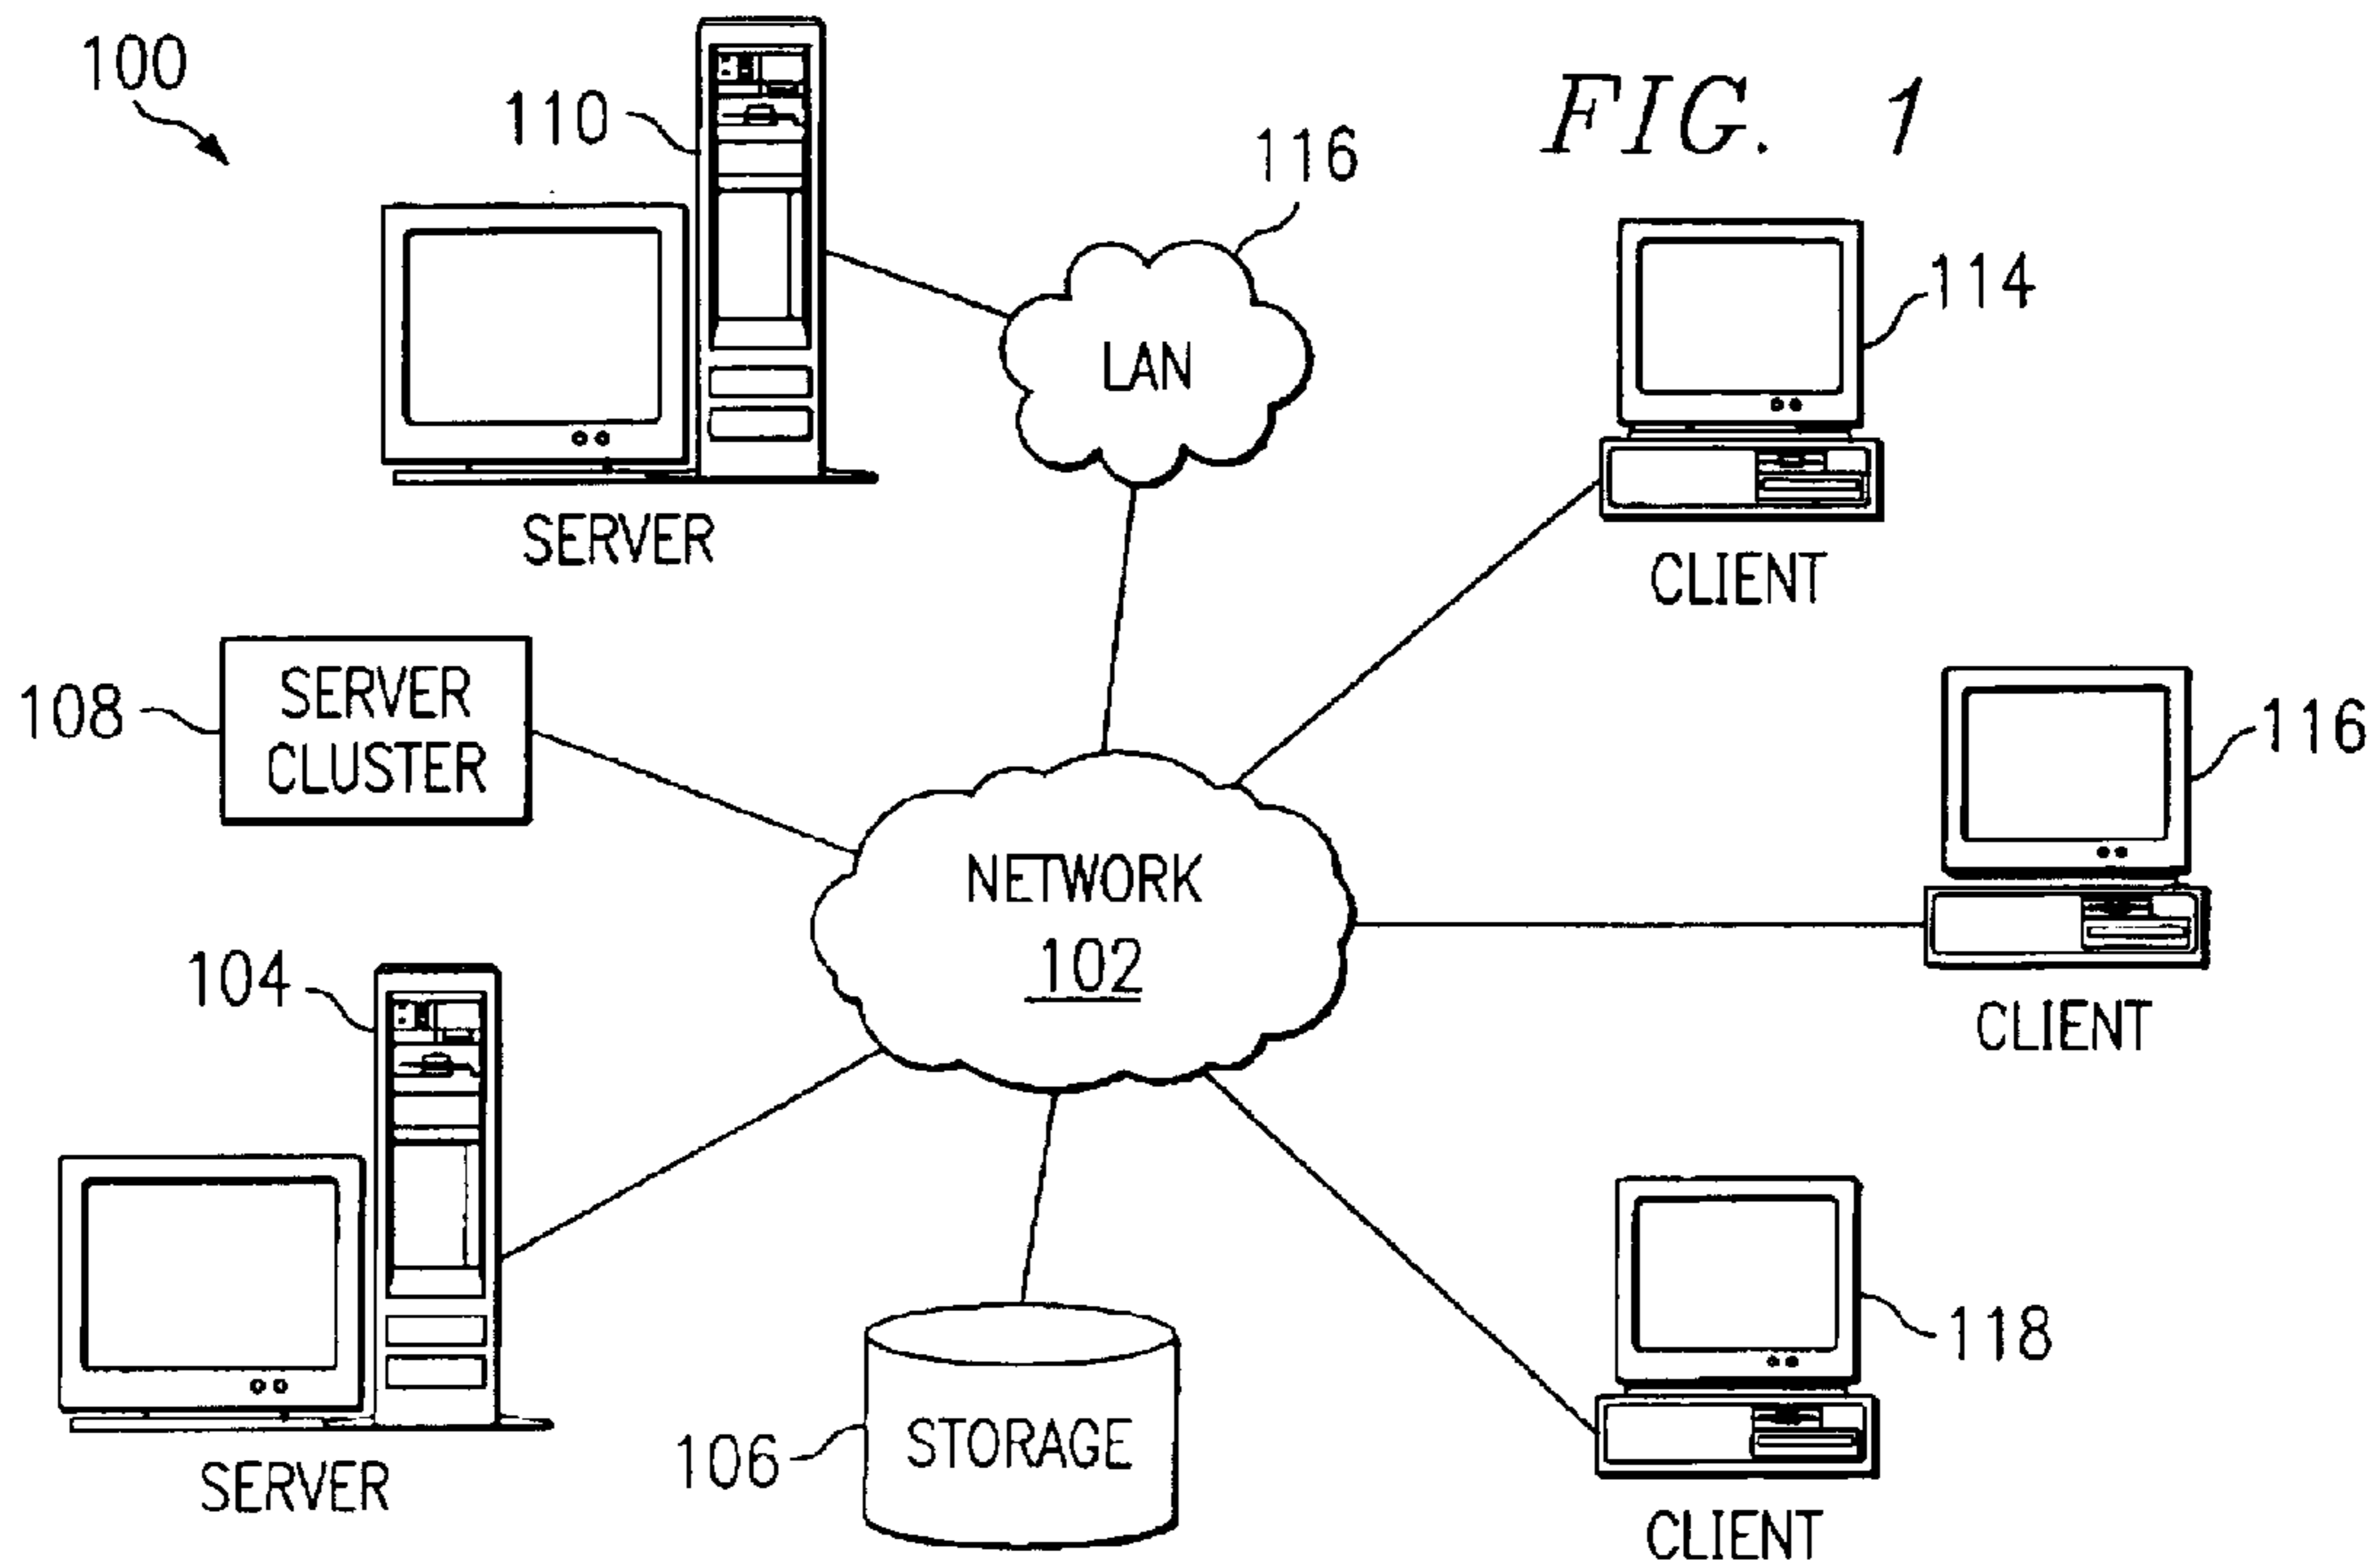 100
110
FIG. 1
116
LAN
114
SERVER
CLIENT
108
SERVER
CLUSTER
116
NETWORK
102
104
CLIENT
118
106
STORAGE
SERVER
CLIENT